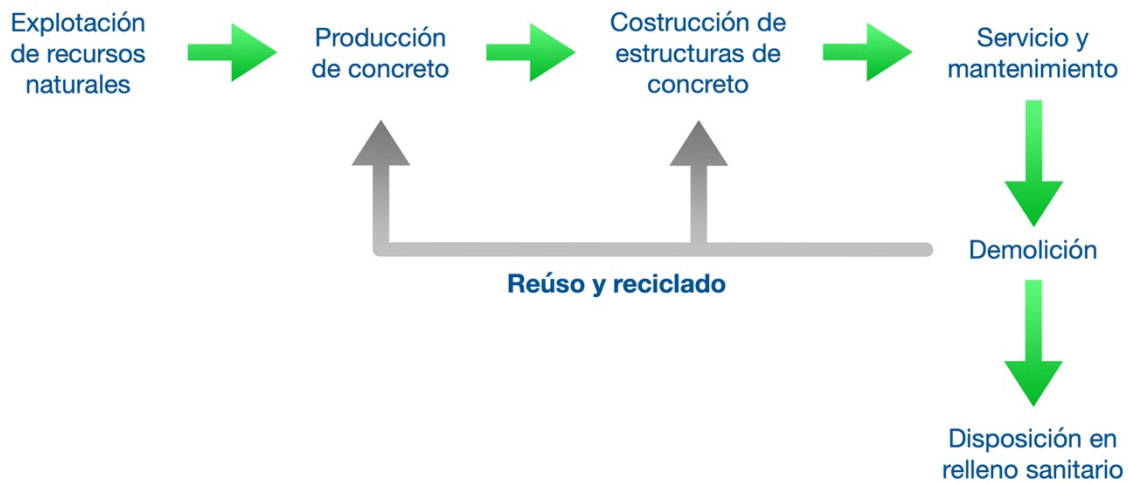 Explotación
de recursos
naturales
Producción
de concreto
Costrucción de
estructuras de
concreto
Servicio y
mantenimiento
Demolición
Reúso y reciclado
Disposición en
relleno sanitario